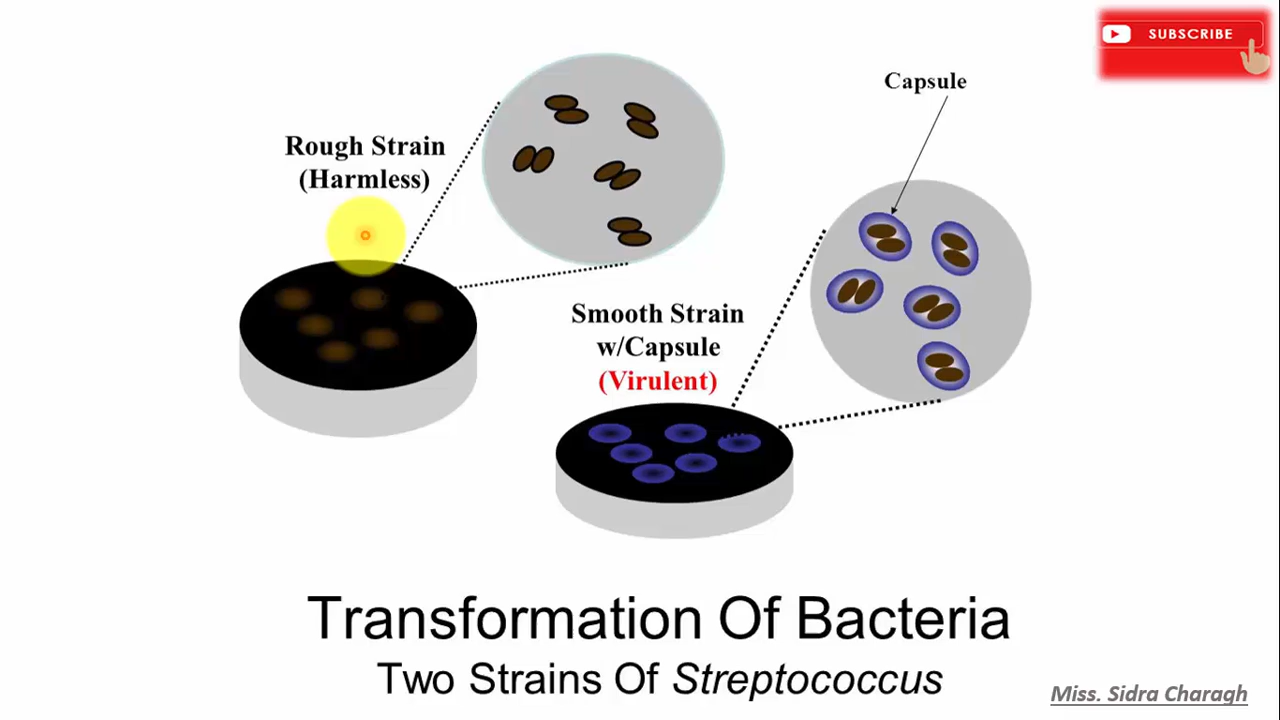 SUBSCRIBE
Capsule
Rough Strain
(Harmless)
Smooth Strain
w/Capsule
(Virulent)
Transformation Of Bacteria
Two Strains Of Streptococcus
Miss. Sidra Charagh